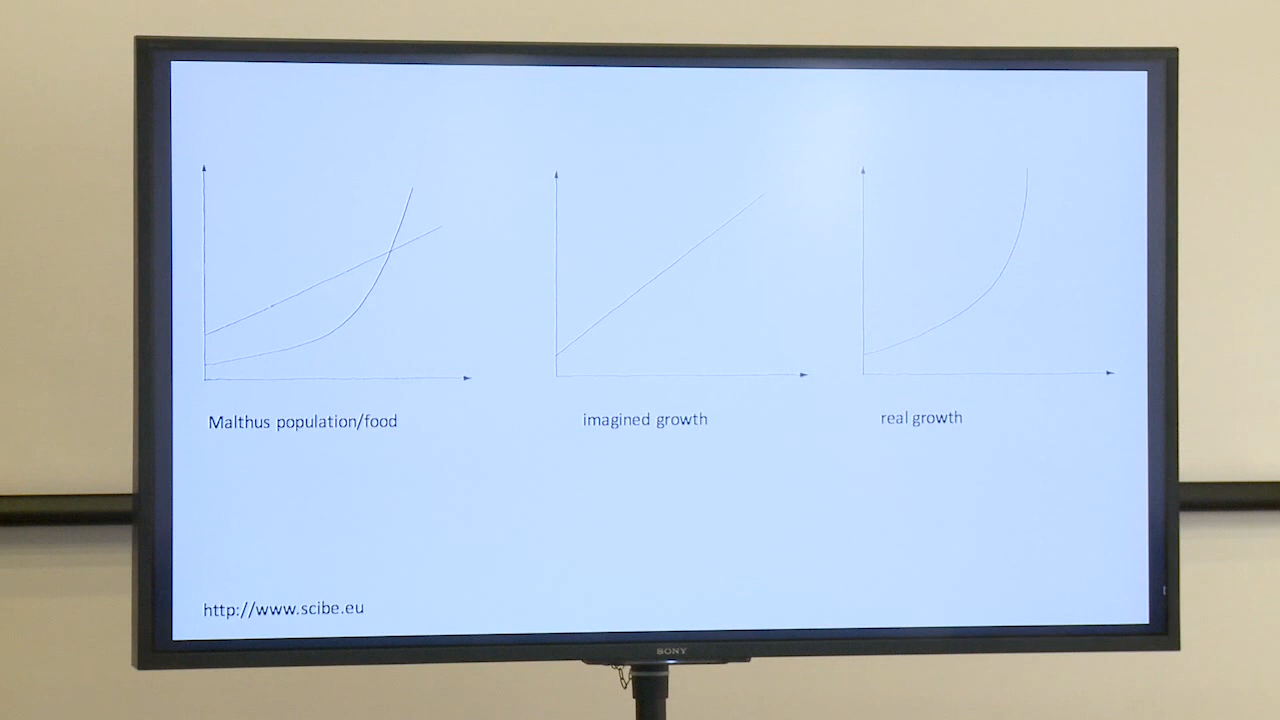 Malthus population/food
imagined growth
real growth
http://www.scibe.eu
SONY